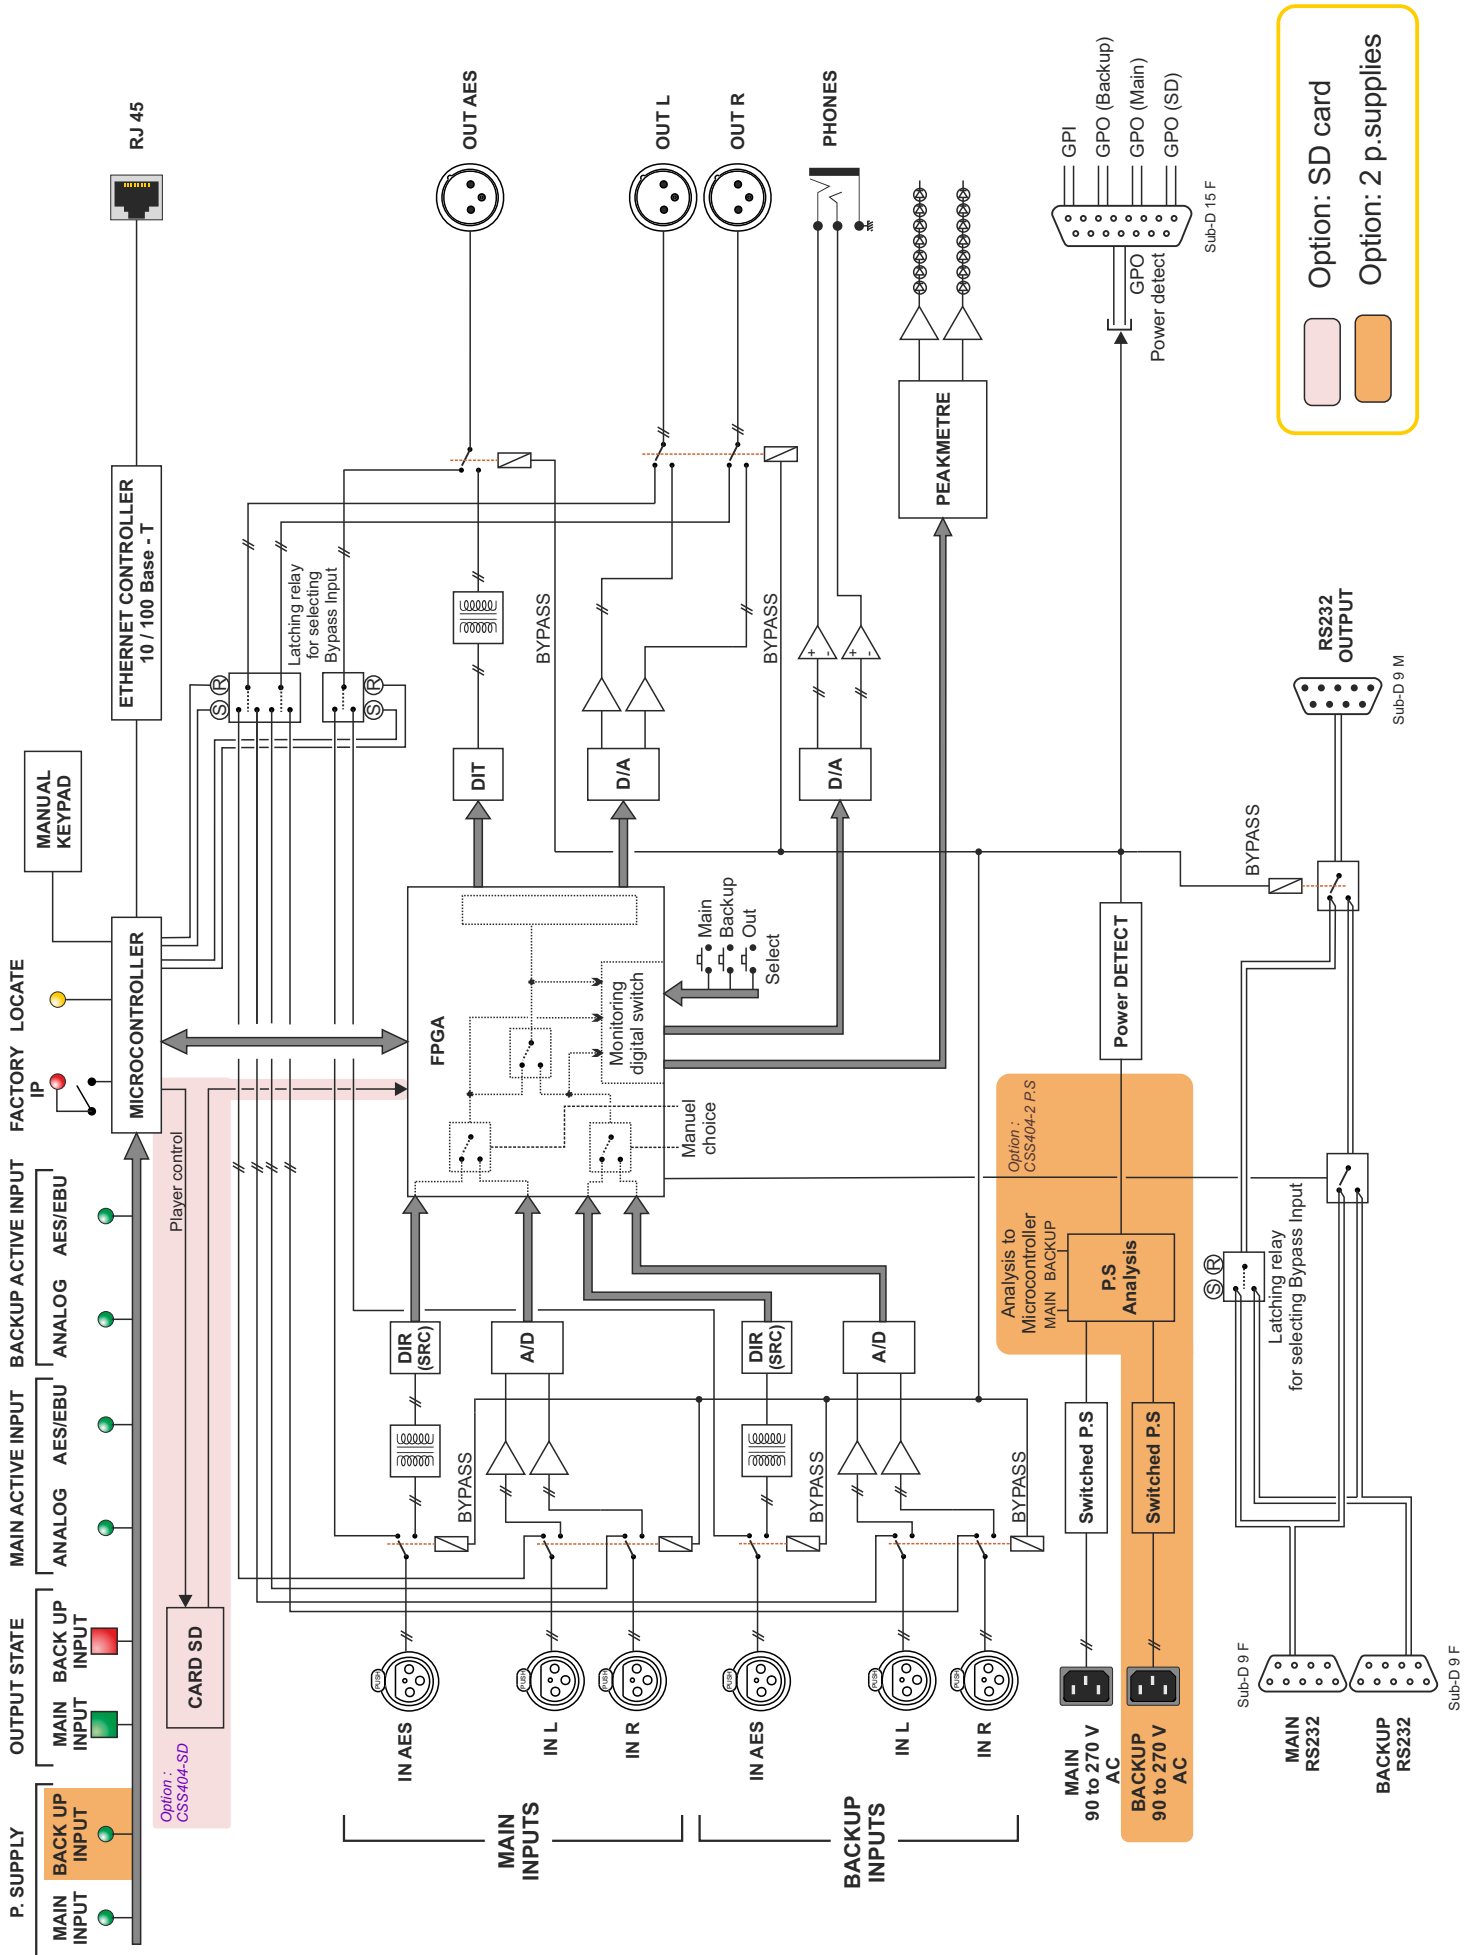 P. SUPPLY
MAIN
INPUT
BACK UP
INPUT
OUTPUT STATE
MAIN
INPUT
BACK UP
INPUT
MAIN ACTIVE INPUT
ANALOG
AES/EBU
BACKUP ACTIVE INPUT
ANALOG
AES/EBU
FACTORY
IP
LOCATE
MANUAL
KEYPAD
MICROCONTROLLER
ETHERNET CONTROLLER
10 / 100 Base - T
RJ 45
Option :
CSS404-SD
CARD SD
Player control
S
R
Latching relay
for selecting
Bypass Input
S
R
MAIN
INPUTS
IN AES
PUSH
BYPASS
DIR
(SRC)
IN L
PUSH
IN R
PUSH
A/D
FPGA
Monitoring
digital switch
Manuel
choice
Main
Backup
Out
Select
DIT
BYPASS
OUT AES
D/A
BYPASS
OUT L
OUT R
D/A
+
-
+
-
PHONES
PEAKMETRE
BACKUP
INPUTS
IN AES
PUSH
BYPASS
DIR
(SRC)
IN L
PUSH
IN R
PUSH
BYPASS
A/D
MAIN
90 to 270 V
AC
BACKUP
90 to 270 V
AC
Switched P.S
Switched P.S
Analysis to
Microcontroller
MAIN
BACKUP
P.S
Analysis
Option :
CSS404-2 P.S
Power DETECT
GPO
Power detect
GPI
GPO (Backup)
GPO (Main)
GPO (SD)
Sub-D 15 F
Sub-D 9 F
MAIN
RS232
BACKUP
RS232
Sub-D 9 F
S
R
Latching relay
for selecting Bypass Input
BYPASS
RS232
OUTPUT
Sub-D 9 M
Option: SD card
Option: 2 p.supplies